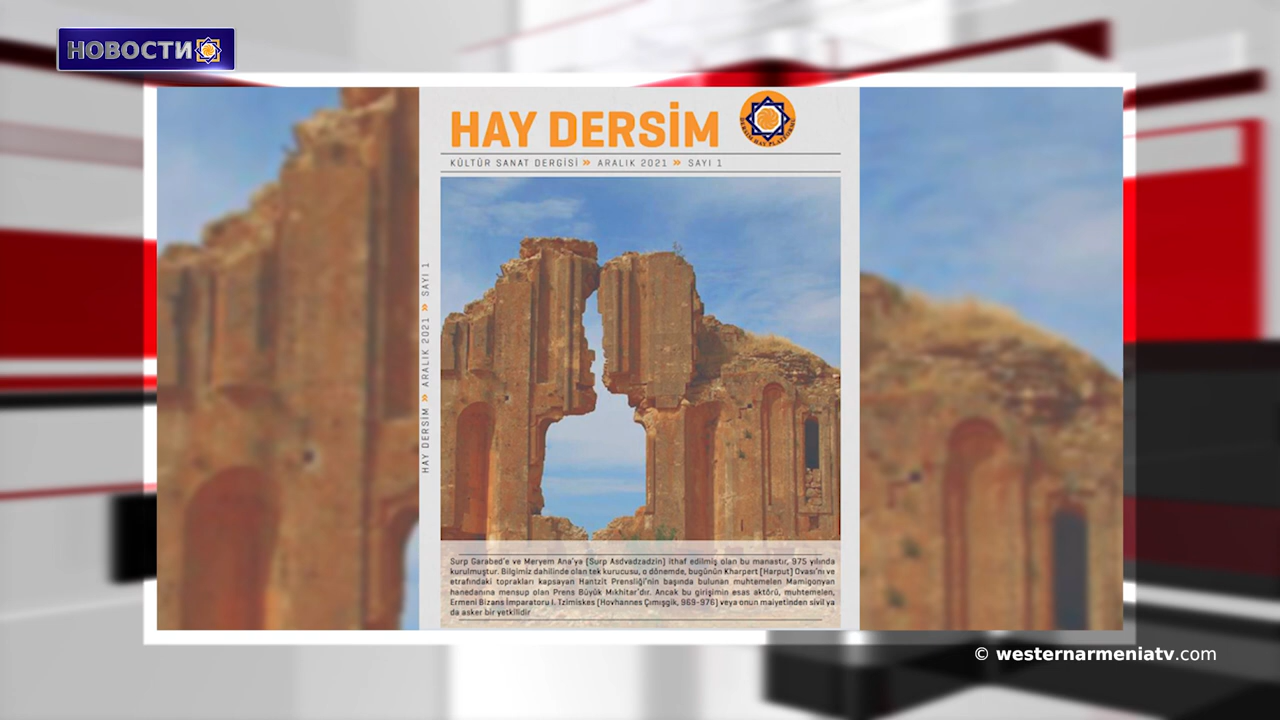 НОВОСТИ
HAY DERSİM
DERSİM HAY PLATFORMU
KÜLTÜR SANAT DERGİSİ » ARALIK 2021 » SAYI 1
HAY DERSİM » ARALIK 2021 » SAYI 1
Surp Garabed'e ve Meryem Ana'ya (Surp Asdvadzadzin) ithaf edilmiş olan bu manastır, 975 yılında
kurulmuştur. Bilgimiz dahilinde olan tek kurucusu, o dönemde, bugünün Kharpert (Harput) Ovası'nı ve
etrafındaki toprakları kapsayan Hantzit Prensliği'nin başında bulunan muhtemelen Mamigonyan
hanedanına mensup olan Prens Büyük Mıkhitar'dır. Ancak bu girişimin esas aktörü, muhtemelen,
Ermeni Bizans İmparatoru I. Tzimiskes (Hovhannes Çımışgik, 969-976) veya onun maiyetinden sivil ya
da asker bir yetkilidir
© westernarmeniatv.com